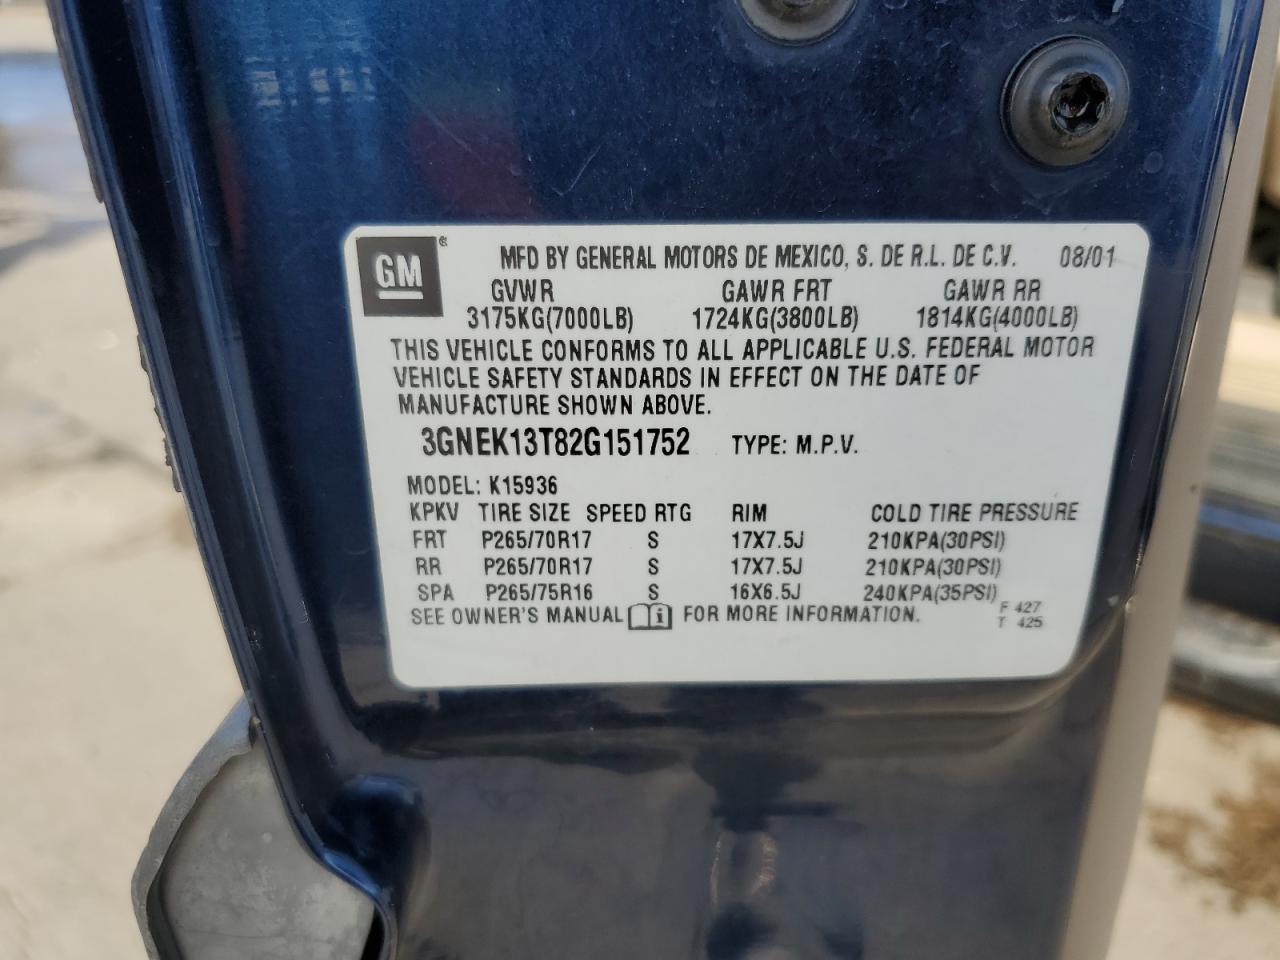 GM® MFD BY GENERAL MOTORS DE MEXICO, S. DE R.L. DE C.V. 08/01
GVWR GAWR FRT GAWR RR
3175KG(7000LB) 1724KG(3800LB) 1814KG(4000LB)
THIS VEHICLE CONFORMS TO ALL APPLICABLE U.S. FEDERAL MOTOR
VEHICLE SAFETY STANDARDS IN EFFECT ON THE DATE OF
MANUFACTURE SHOWN ABOVE.
3GNEK13T82G151752 TYPE: M.P.V.
MODEL: K15936
KPKV TIRE SIZE SPEED RTG RIM COLD TIRE PRESSURE
FRT P265/70R17 S 17X7.5J 210KPA(30PSI)
RR P265/70R17 S 17X7.5J 210KPA(30PSI)
SPA P265/75R16 S 16X6.5J 240KPA(35PSI)
SEE OWNER'S MANUAL i FOR MORE INFORMATION. F 427
T 425